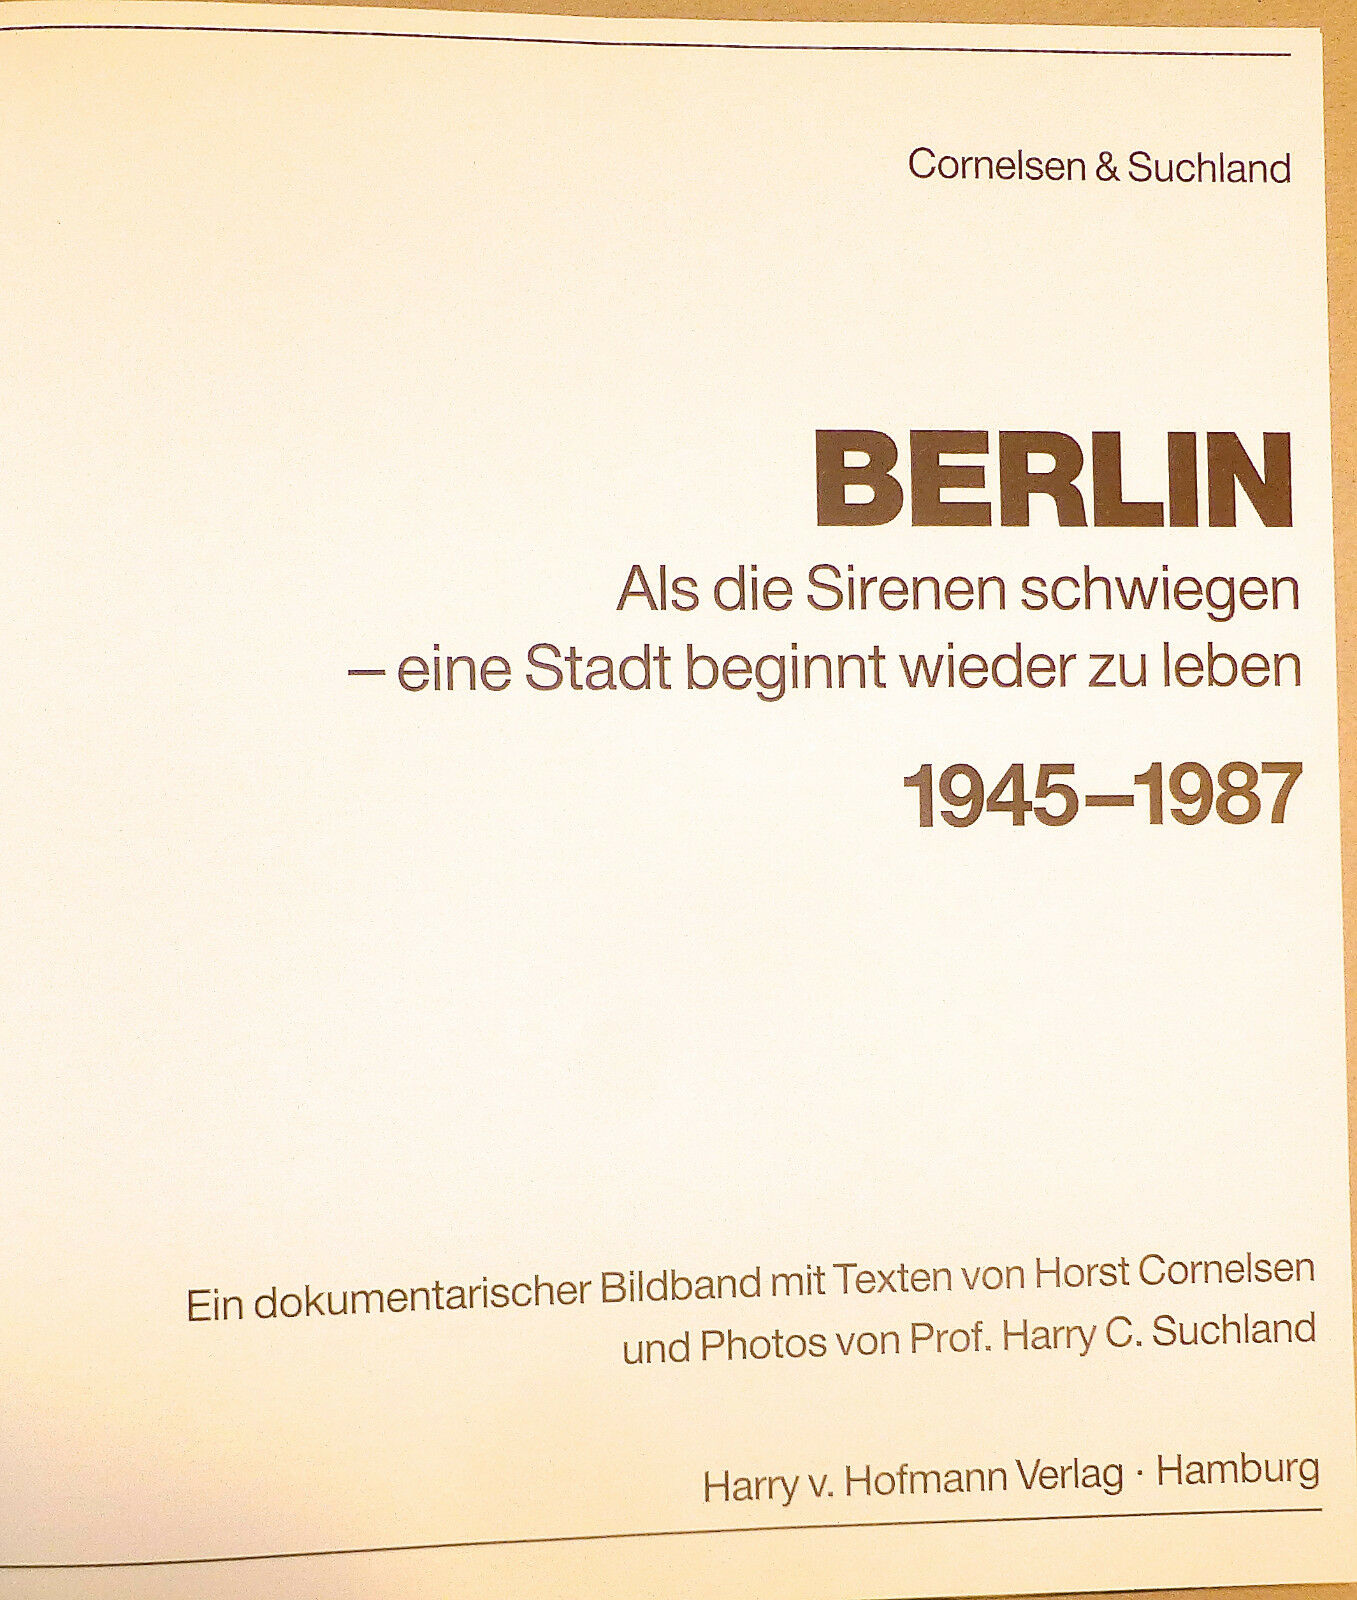 Cornelsen & Suchland
BERLIN
Als die Sirenen schwiegen
– eine Stadt beginnt wieder zu leben
1945–1987
Ein dokumentarischer Bildband mit Texten von Horst Cornelsen
und Photos von Prof. Harry C. Suchland
Harry v. Hofmann Verlag · Hamburg